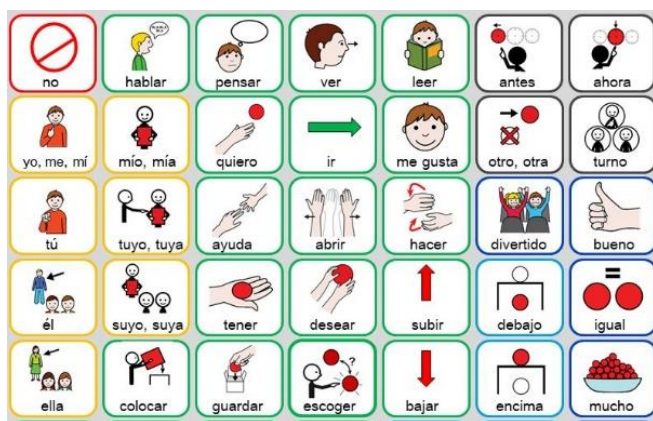 no hablar pensar ver leer antes ahora
yo, me, mí mío, mía quiero ir me gusta otro, otra turno
tú tuyo, tuya ayuda abrir hacer divertido bueno
él suyo, suya tener desear subir debajo igual
ella colocar guardar escoger bajar encima mucho